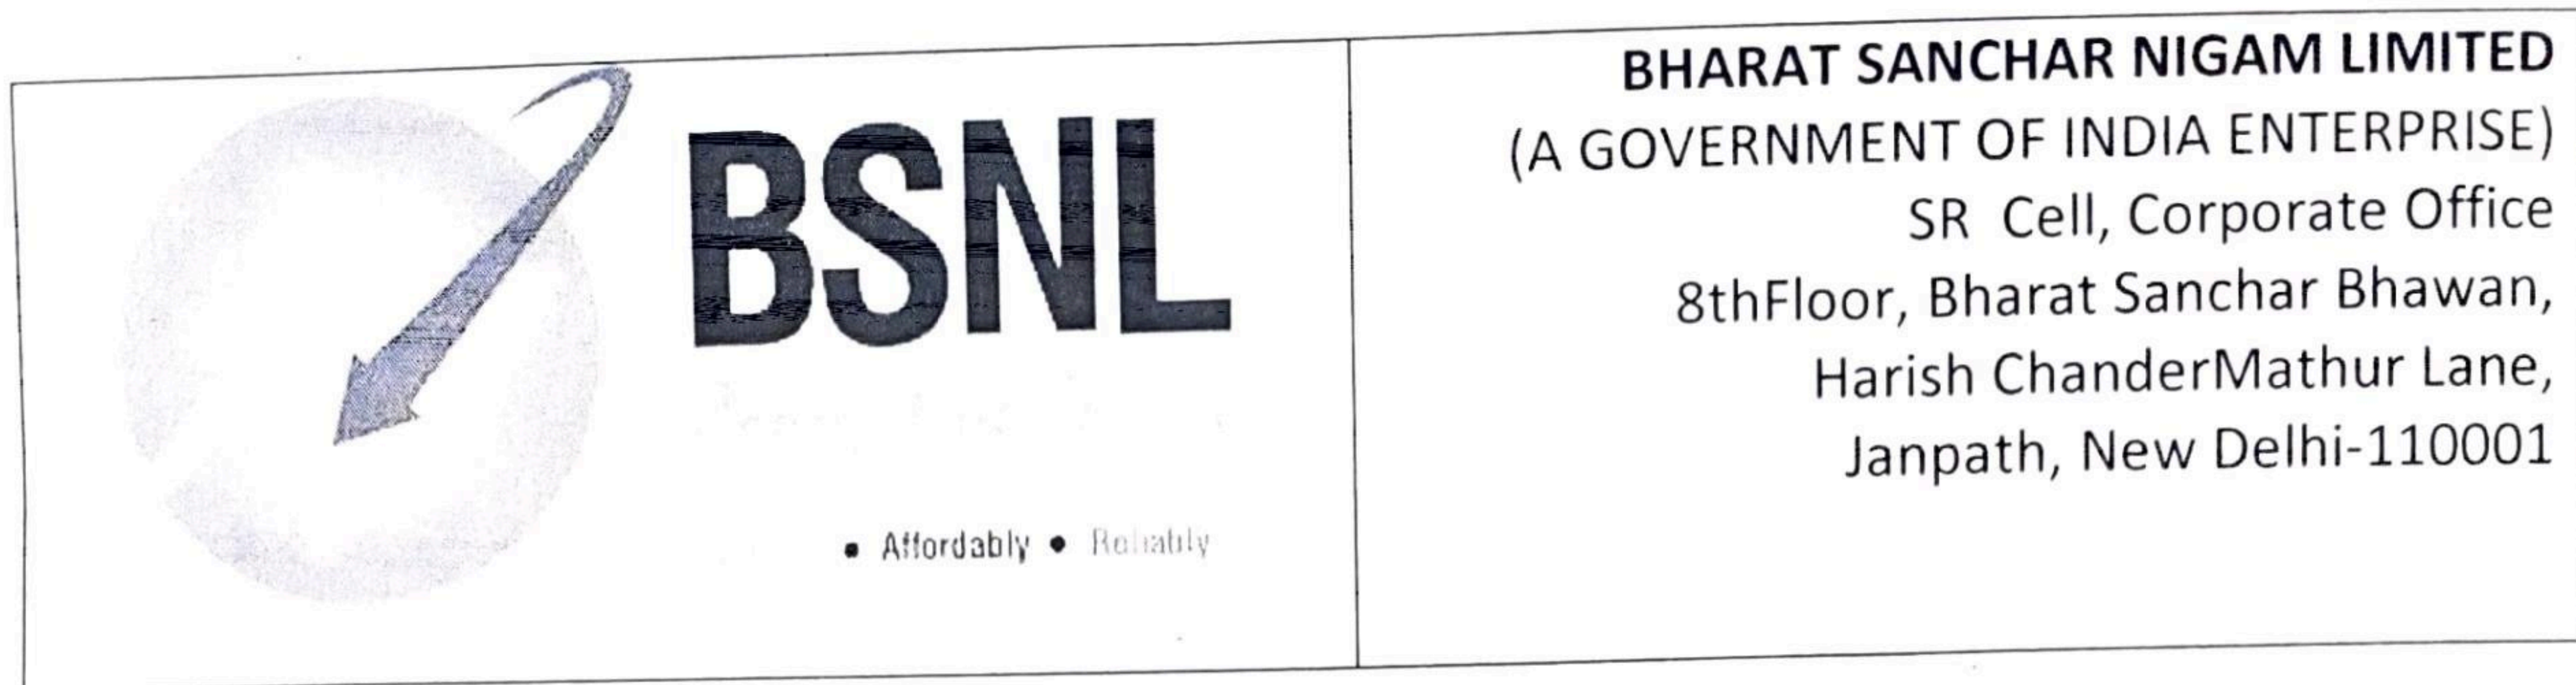 BSNL
• Affordably • Reliably
BHARAT SANCHAR NIGAM LIMITED
(A GOVERNMENT OF INDIA ENTERPRISE)
SR Cell, Corporate Office
8thFloor, Bharat Sanchar Bhawan,
Harish ChanderMathur Lane,
Janpath, New Delhi-110001